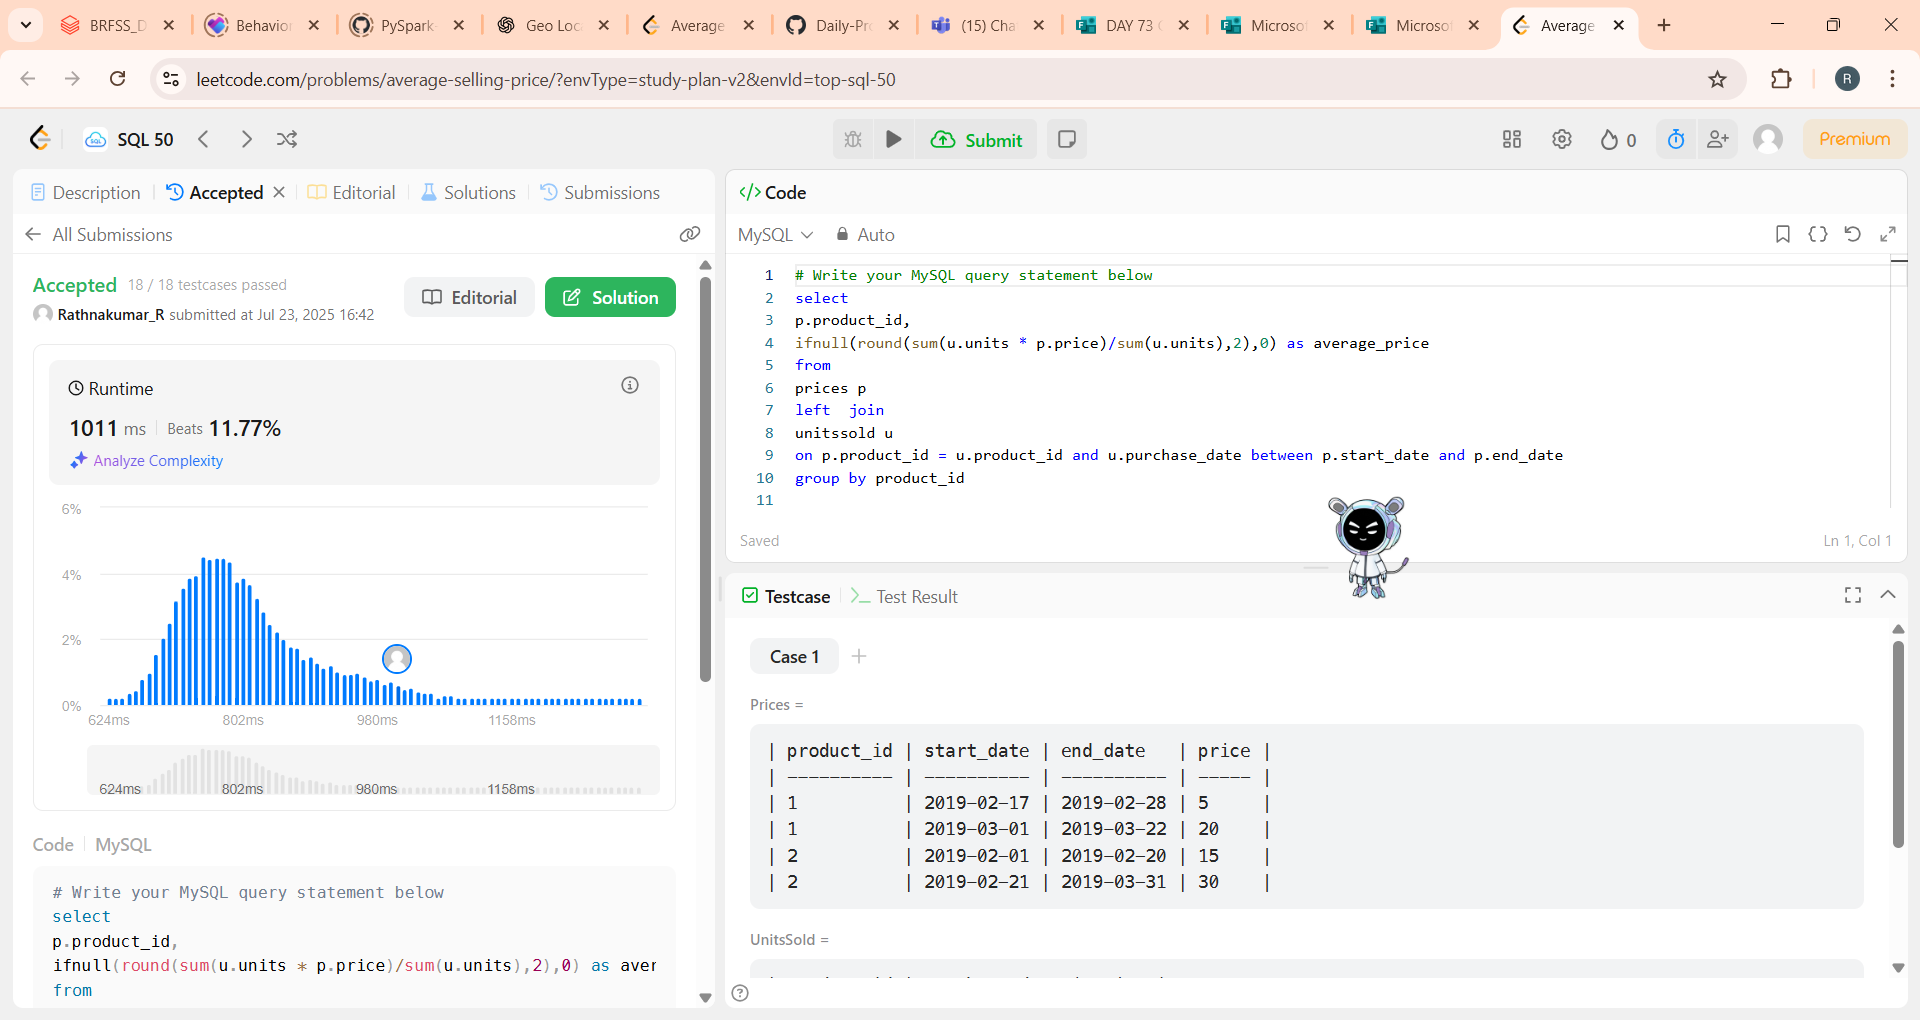 BRFSS_D
Behavior
PySpark
Geo Loc
Average
Daily-Pr
(15) Cha
DAY 73
Microsof
Microsof
Average
leetcode.com/problems/average-selling-price/?envType=study-plan-v2&envId=top-sql-50
R
SQL 50
Submit
0
Premium
Description
Accepted
Editorial
Solutions
Submissions
All Submissions
Accepted 18 / 18 testcases passed
Rathnakumar_R submitted at Jul 23, 2025 16:42
Editorial
Solution
Runtime
1011 ms Beats 11.77%
Analyze Complexity
6%
4%
2%
0%
624ms 802ms 980ms 1158ms
624ms 802ms 980ms 1158ms
Code MySQL
# Write your MySQL query statement below
select
p.product_id,
ifnull(round(sum(u.units * p.price)/sum(u.units),2),0) as aver
from
</> Code
MySQL Auto
1 # Write your MySQL query statement below
2 select
3 p.product_id,
4 ifnull(round(sum(u.units * p.price)/sum(u.units),2),0) as average_price
5 from
6 prices p
7 left  join
8 unitssold u
9 on p.product_id = u.product_id and u.purchase_date between p.start_date and p.end_date
10 group by product_id
11
Saved
Ln 1, Col 1
Testcase
Test Result
Case 1
Prices =
| product_id | start_date | end_date   | price |
| ---------- | ---------- | ---------- | ----- |
| 1          | 2019-02-17 | 2019-02-28 | 5     |
| 1          | 2019-03-01 | 2019-03-22 | 20    |
| 2          | 2019-02-01 | 2019-02-20 | 15    |
| 2          | 2019-02-21 | 2019-03-31 | 30    |
UnitsSold =